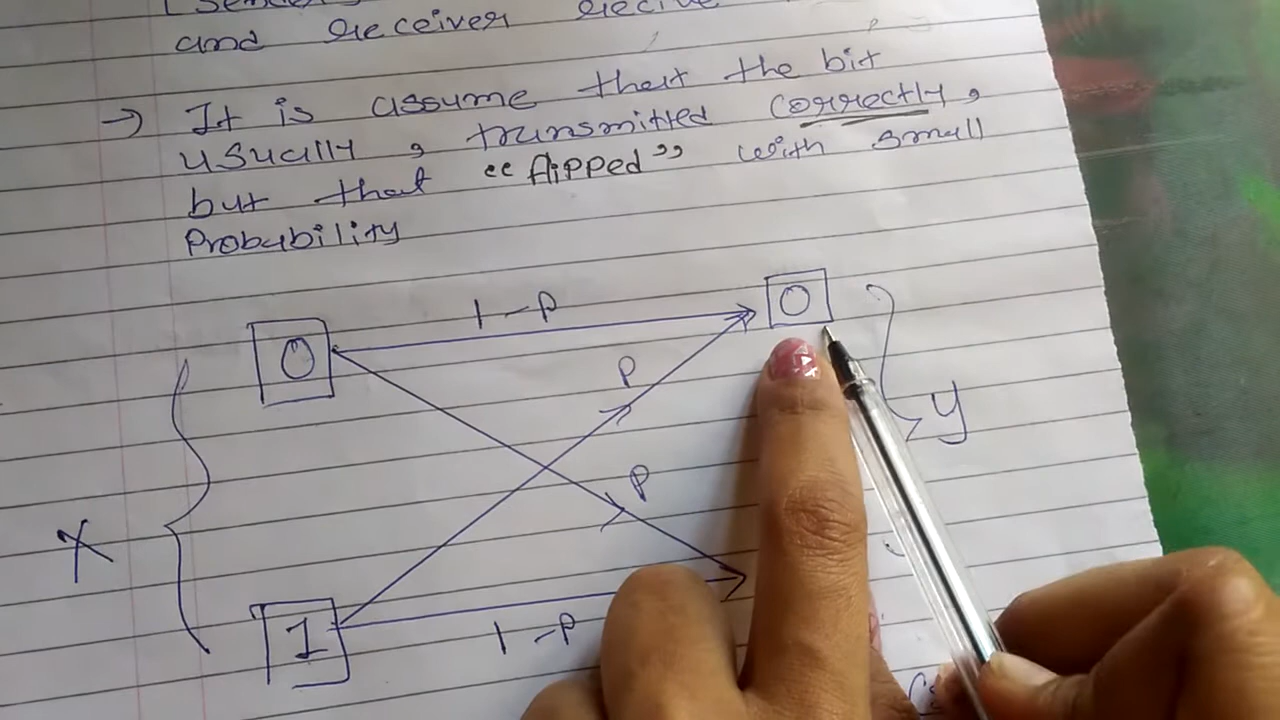 and receiver
→ It is assume that the bit
usually, transmitted correctly,
but that "flipped" with small
Probability
1-P
0
0
P
P
y
X
1
1-P